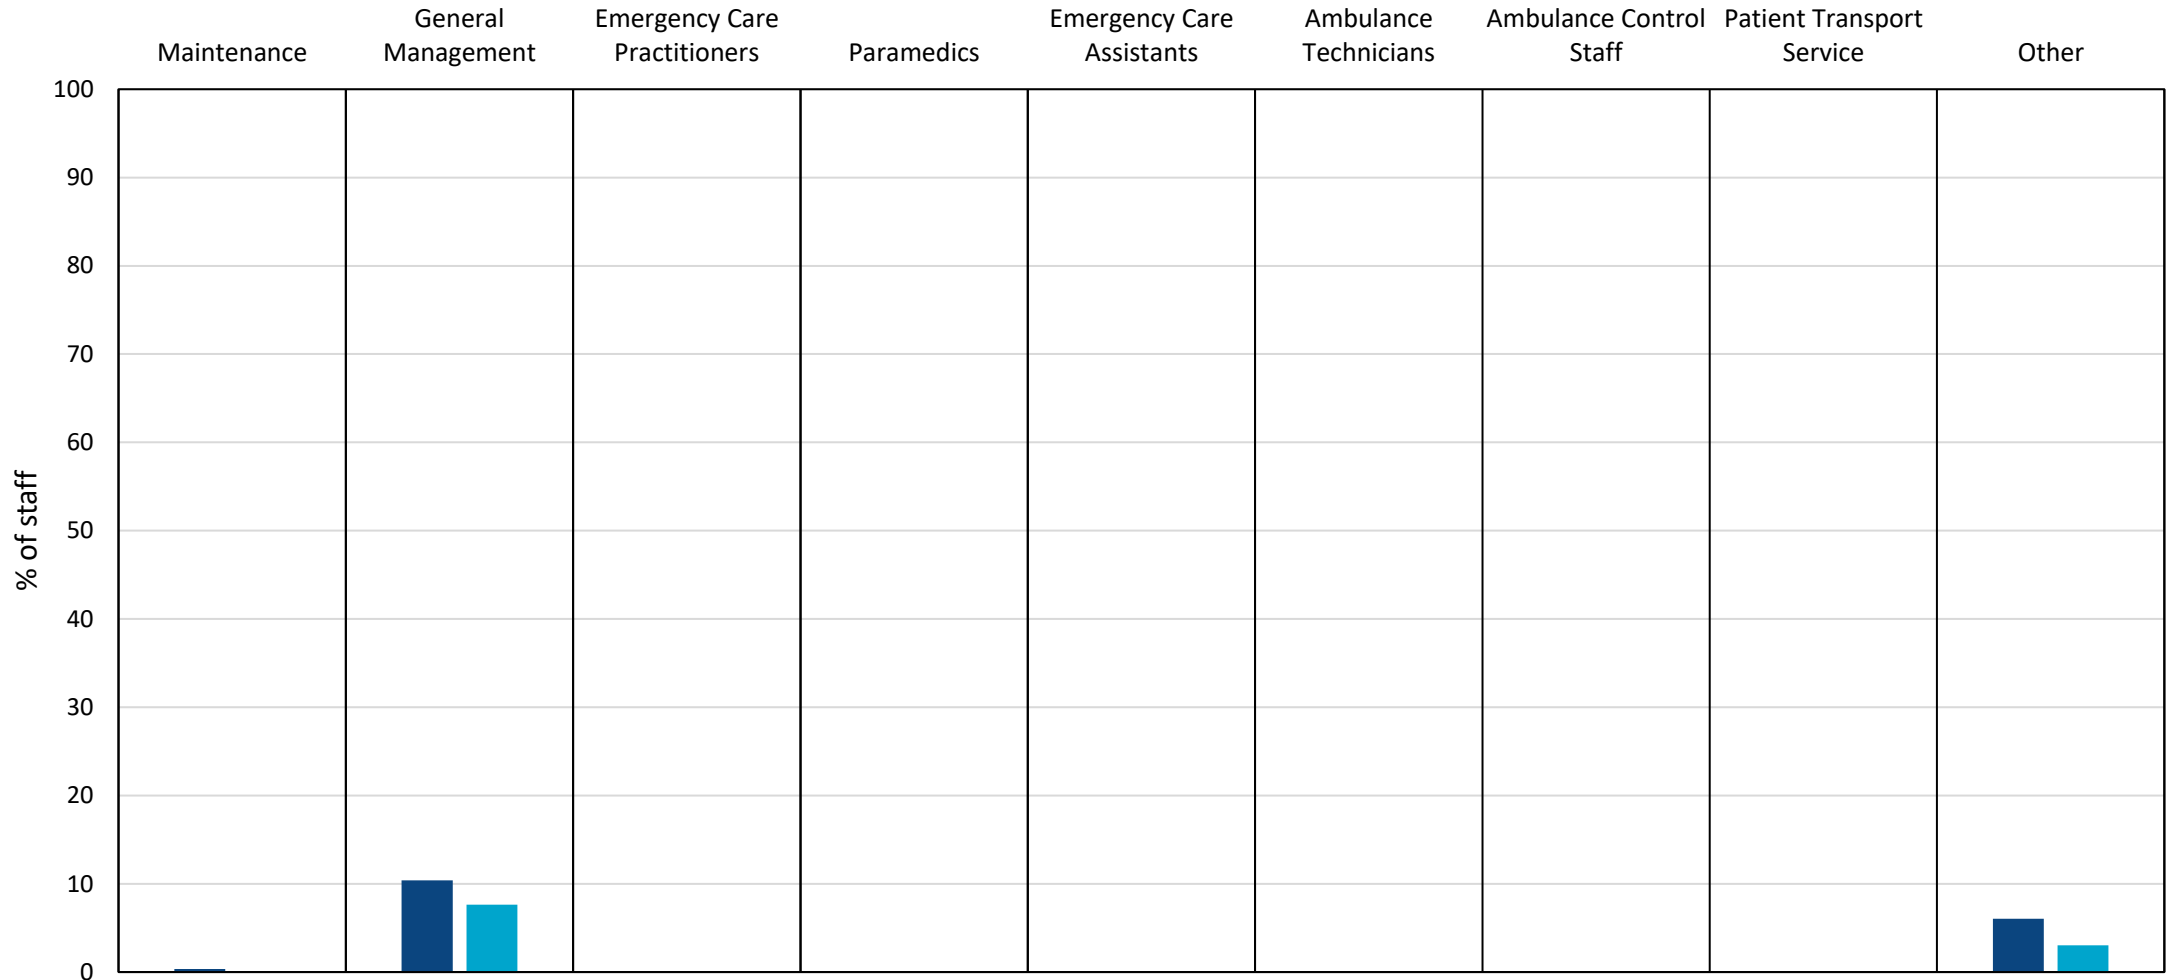 Maintenance
General
Management
Emergency Care
Practitioners
Paramedics
Emergency Care
Assistants
Ambulance
Technicians
Ambulance Control
Staff
Patient Transport
Service
Other
% of staff
100
90
80
70
60
50
40
30
20
10
0